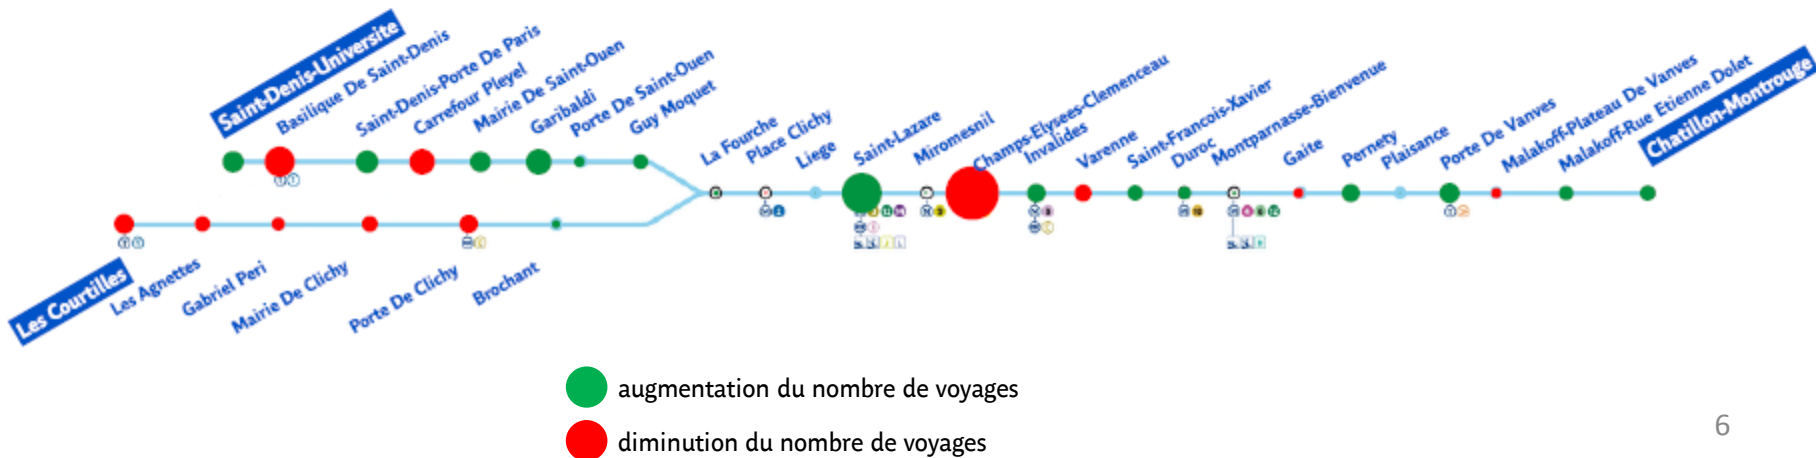 Saint-Denis-Universite
Basilique De Saint-Denis
Saint-Denis-Porte De Paris
Carrefour Pleyel
Mairie De Saint-Ouen
Garibaldi
Porte De Saint-Ouen
Guy Moquet
La Fourche
Place Clichy
Liege
Saint-Lazare
Miromesnil
Champs-Elysees-Clemenceau
Invalides
Varenne
Saint-Francois-Xavier
Duroc
Montparnasse-Bienvenue
Gaite
Pernety
Plaisance
Porte De Vanves
Malakoff-Plateau De Vanves
Malakoff-Rue Etienne Dolet
Chatillon-Montrouge
Les Courtilles
Les Agnettes
Gabriel Peri
Mairie De Clichy
Porte De Clichy
Brochant
augmentation du nombre de voyages
diminution du nombre de voyages
6